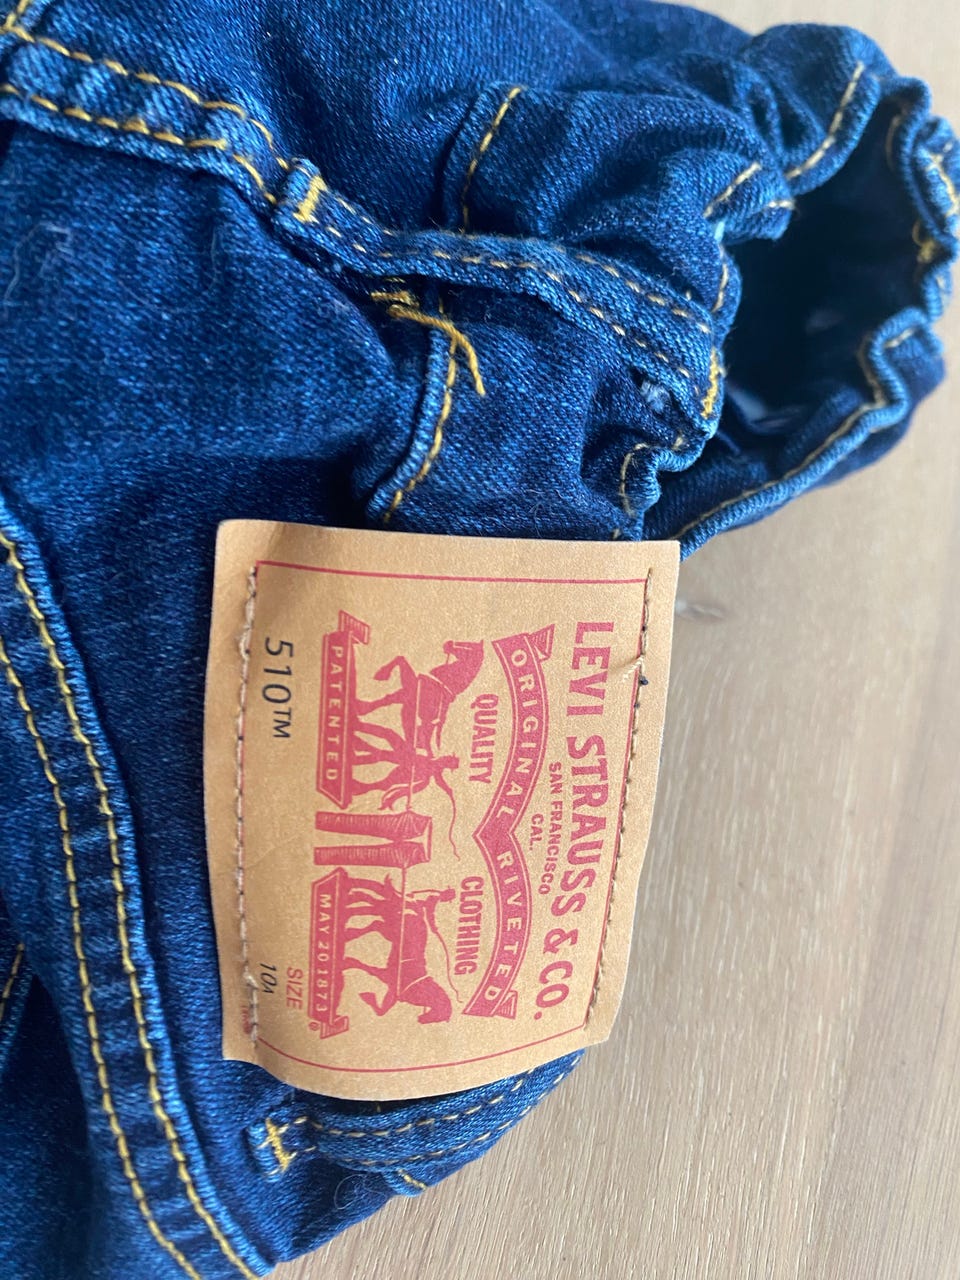 LEVI STRAUSS & CO.
SAN FRANCISCO
CAL.
ORIGINAL RIVETED
QUALITY CLOTHING
PATENTED
MAY 20 1873
®
510™
SIZE
10A